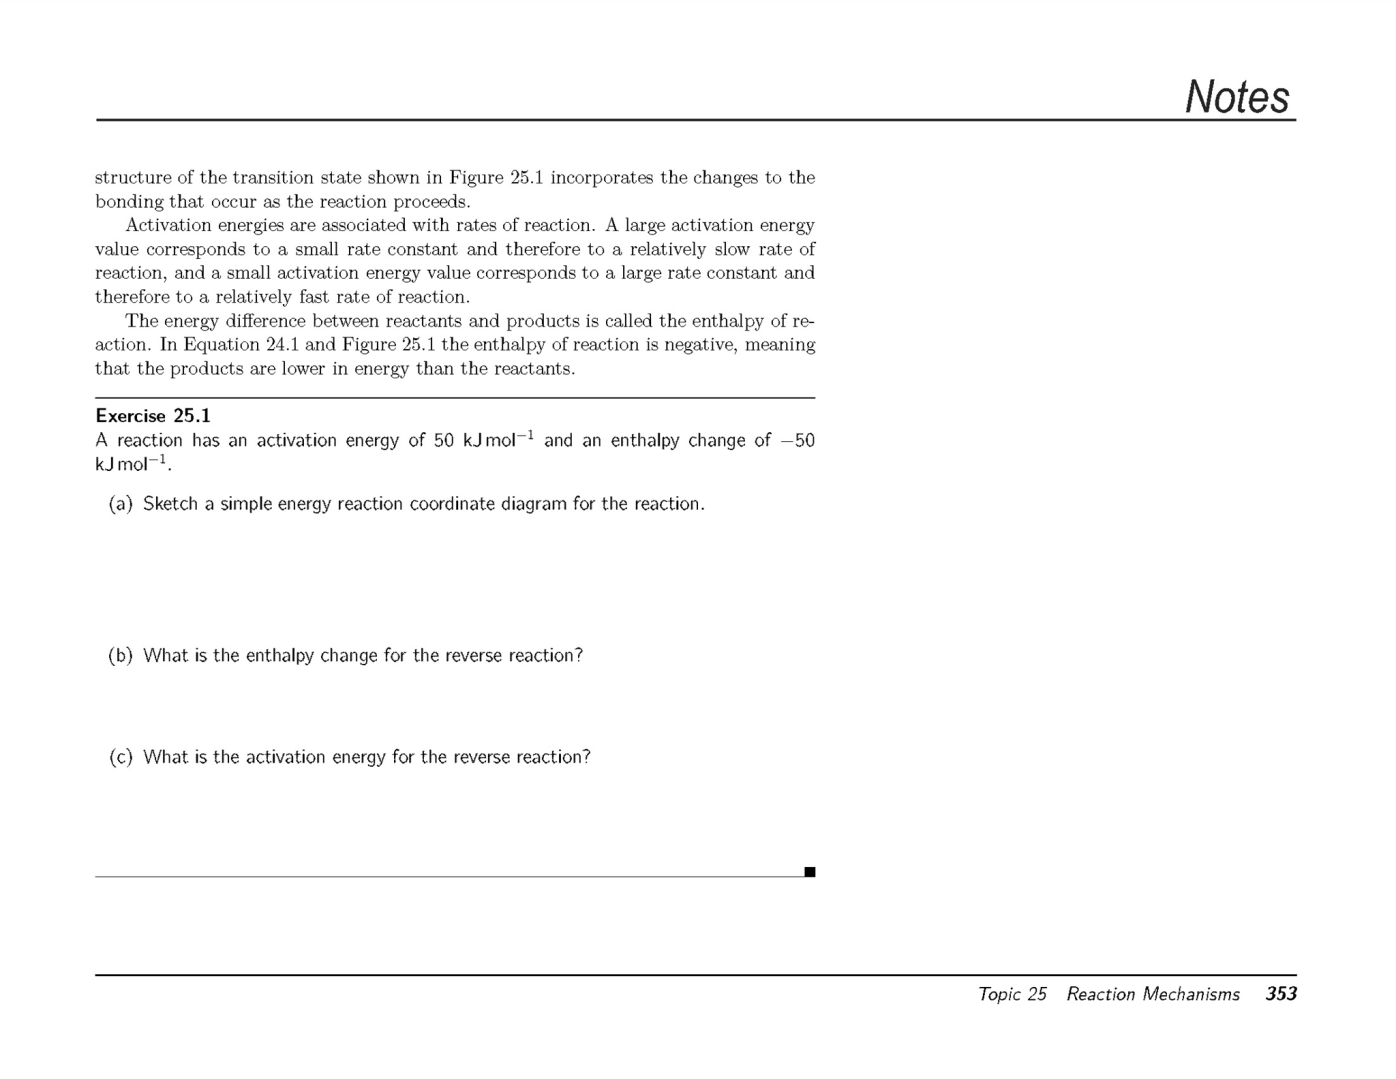 Notes
structure of the transition state shown in Figure 25.1 incorporates the changes to the
bonding that occur as the reaction proceeds.
Activation energies are associated with rates of reaction. A large activation energy
value corresponds to a small rate constant and therefore to a relatively slow rate of
reaction, and a small activation energy value corresponds to a large rate constant and
therefore to a relatively fast rate of reaction.
The energy difference between reactants and products is called the enthalpy of re-
action. In Equation 24.1 and Figure 25.1 the enthalpy of reaction is negative, meaning
that the products are lower in energy than the reactants.
Exercise 25.1
A reaction has an activation energy of 50 kJ mol⁻¹ and an enthalpy change of −50
kJ mol⁻¹.
(a) Sketch a simple energy reaction coordinate diagram for the reaction.
(b) What is the enthalpy change for the reverse reaction?
(c) What is the activation energy for the reverse reaction?
Topic 25 Reaction Mechanisms 353